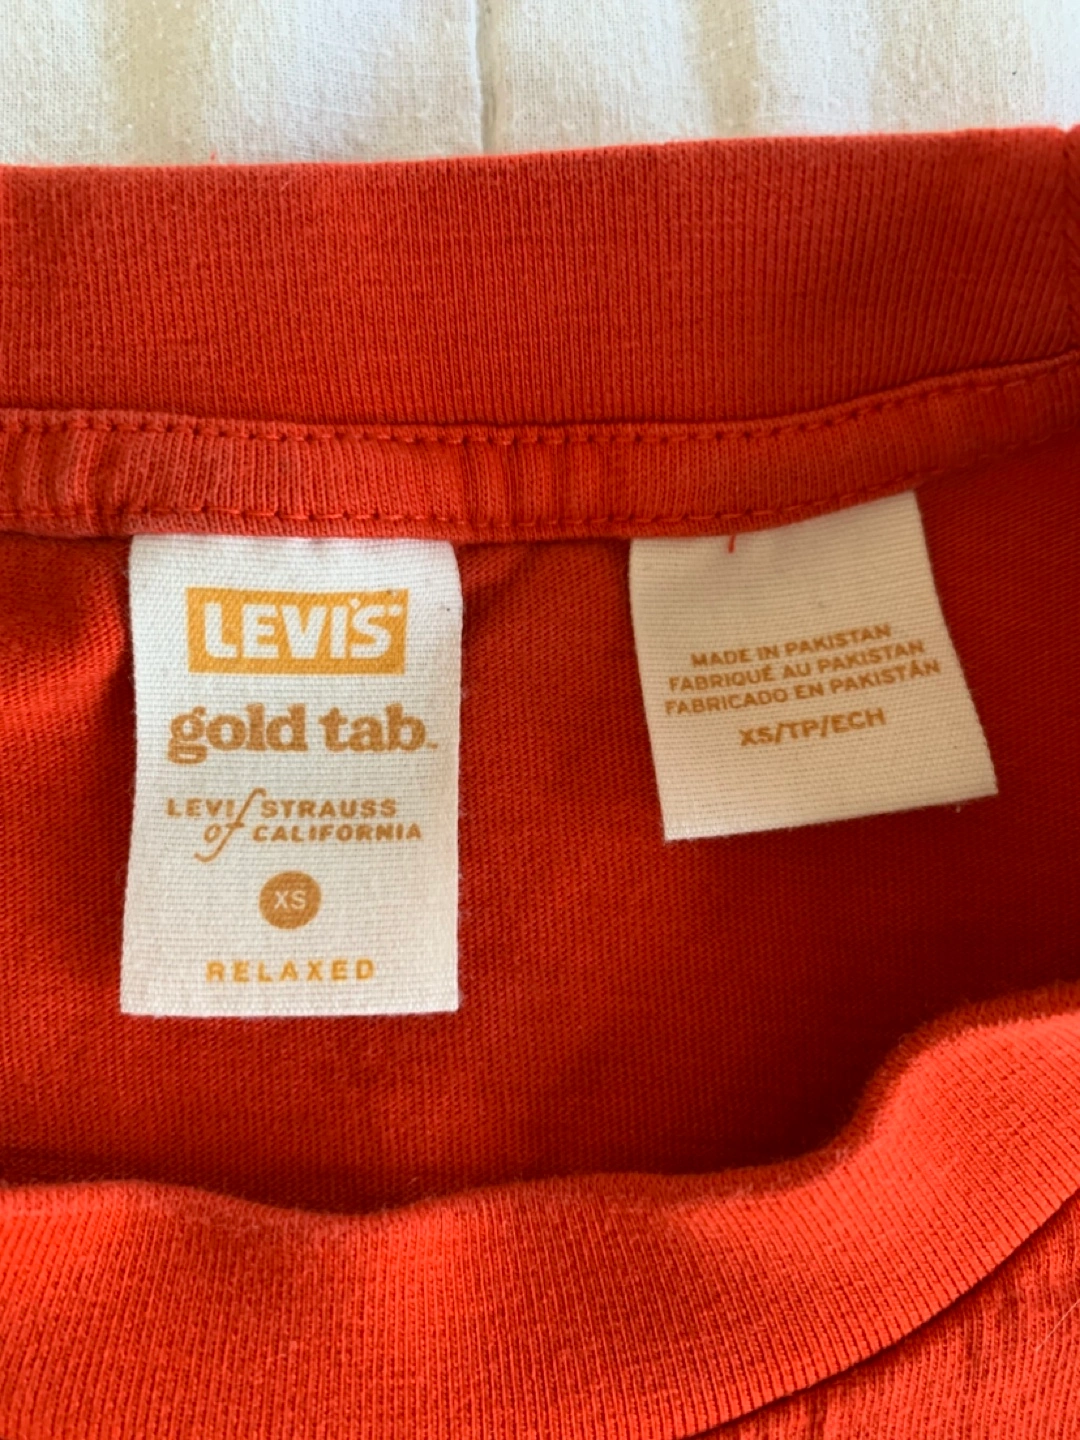 LEVI'S
gold tab™
LEVI STRAUSS
of CALIFORNIA
XS
RELAXED
MADE IN PAKISTAN
FABRIQUÉ AU PAKISTAN
FABRICADO EN PAKISTÁN
XS/TP/ECH